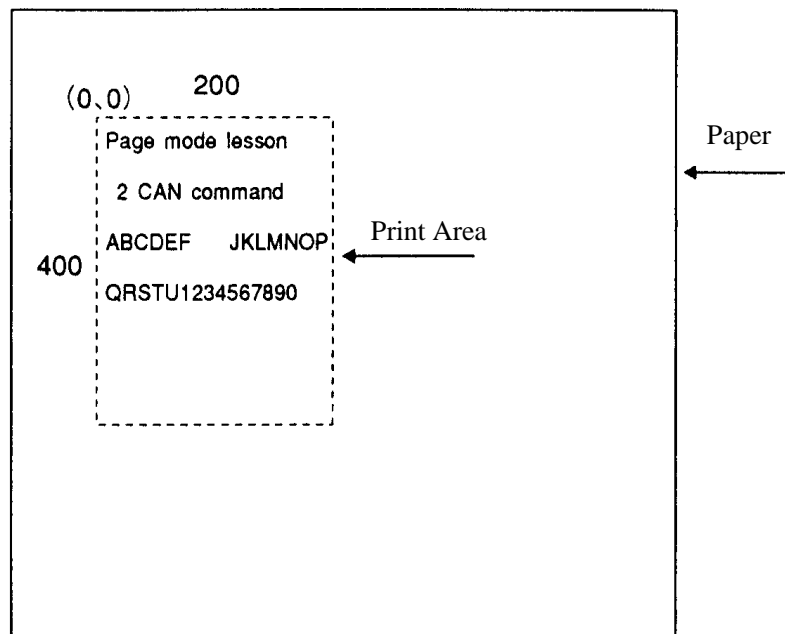 200
(0、0)
Page mode lesson
Paper
2 CAN command
ABCDEF JKLMNOP
Print Area
400
QRSTU1234567890